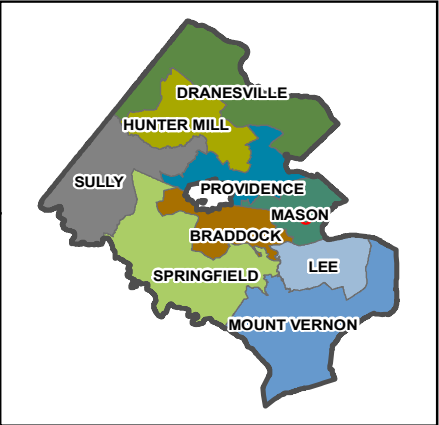 DRANESVILLE
HUNTER MILL
SULLY
PROVIDENCE
MASON
BRADDOCK
LEE
SPRINGFIELD
MOUNT VERNON